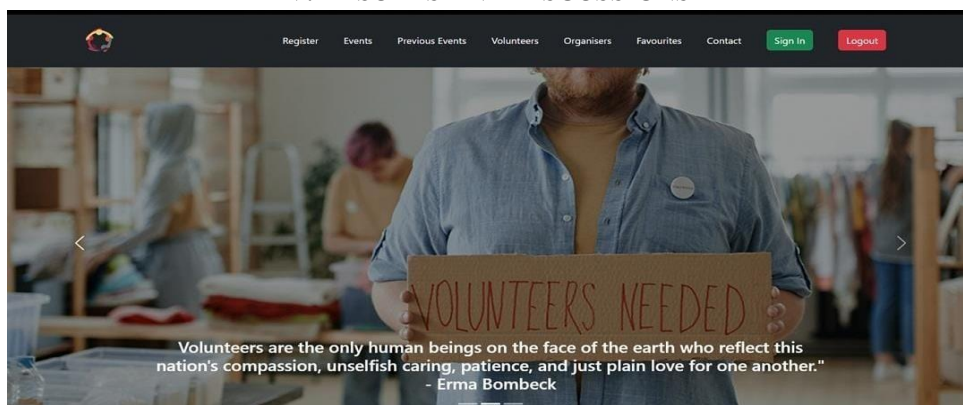 Register Events Previous Events Volunteers Organisers Favourites Contact Sign In Logout
VOLUNTEERS NEEDED
Volunteers are the only human beings on the face of the earth who reflect this
nation's compassion, unselfish caring, patience, and just plain love for one another."
- Erma Bombeck